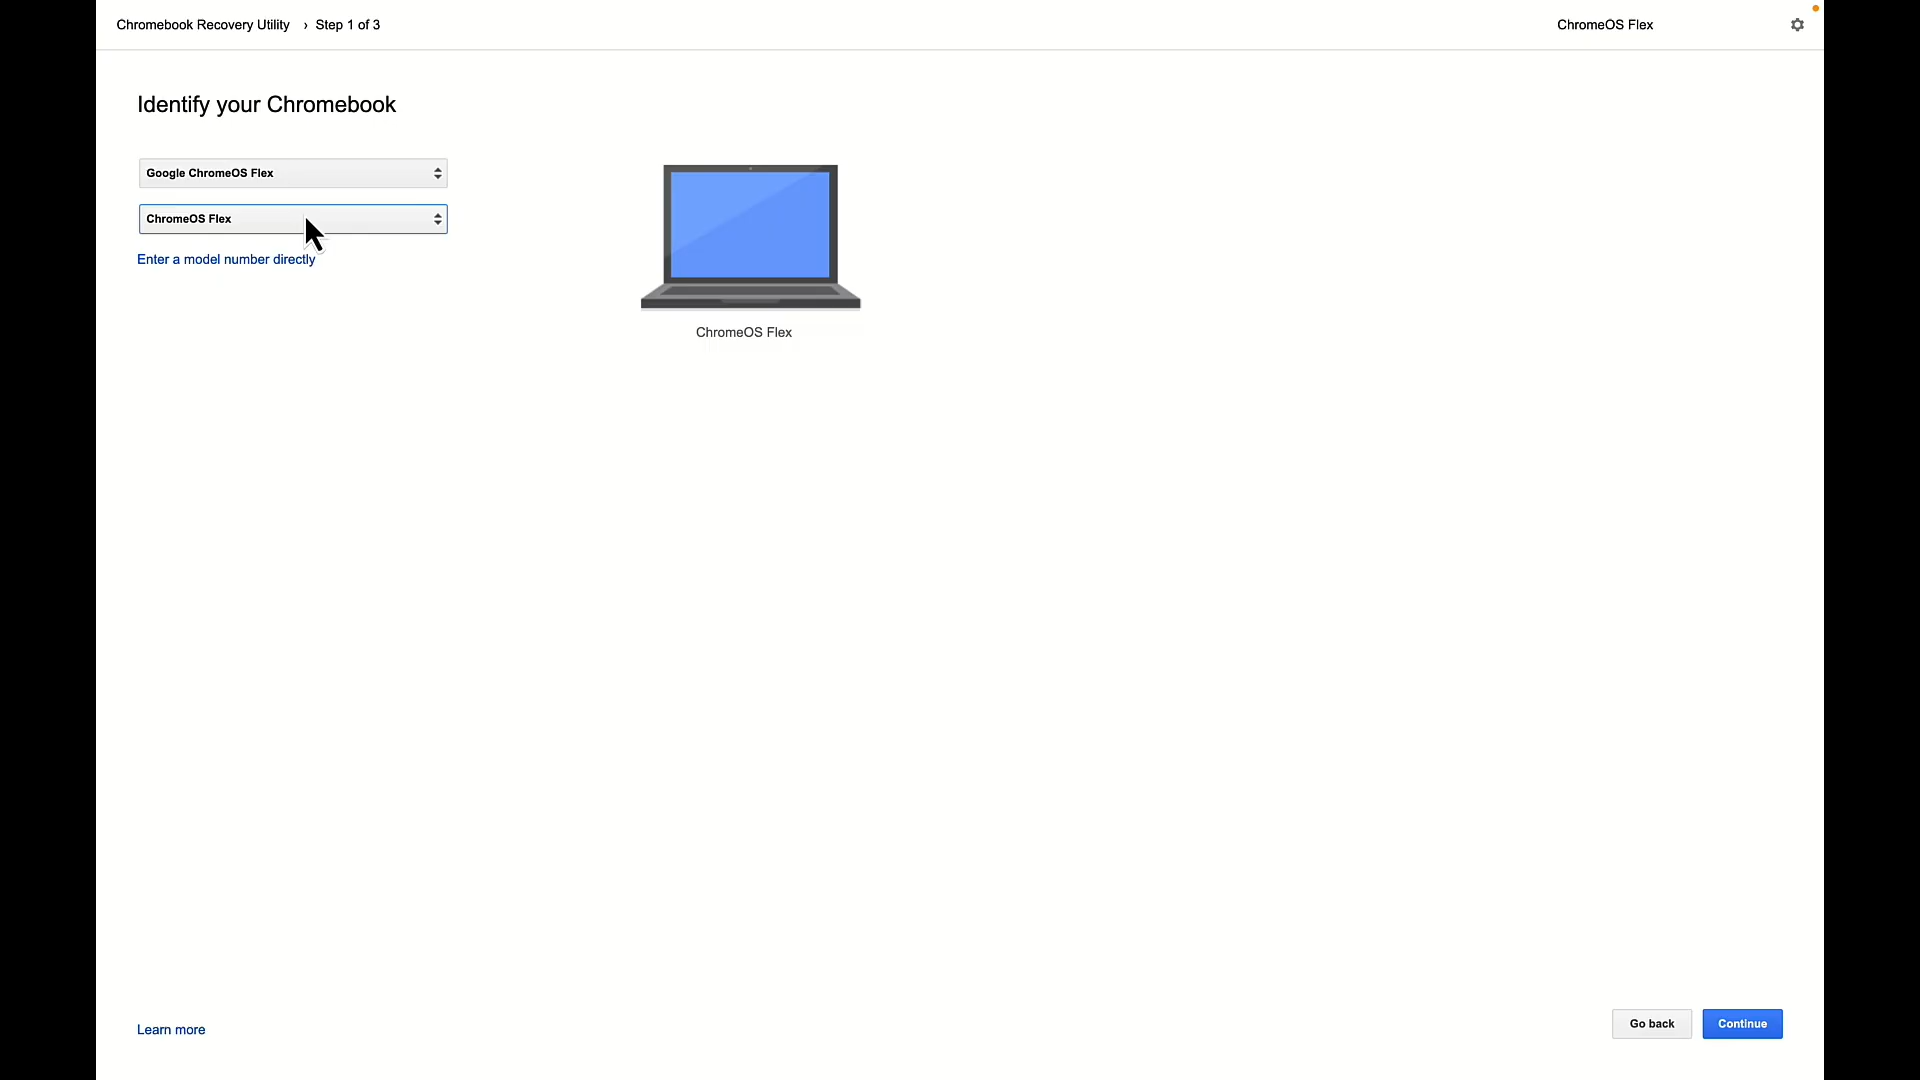 Chromebook Recovery Utility › Step 1 of 3
ChromeOS Flex
Identify your Chromebook
Google ChromeOS Flex
ChromeOS Flex
Enter a model number directly
ChromeOS Flex
Learn more
Go back
Continue